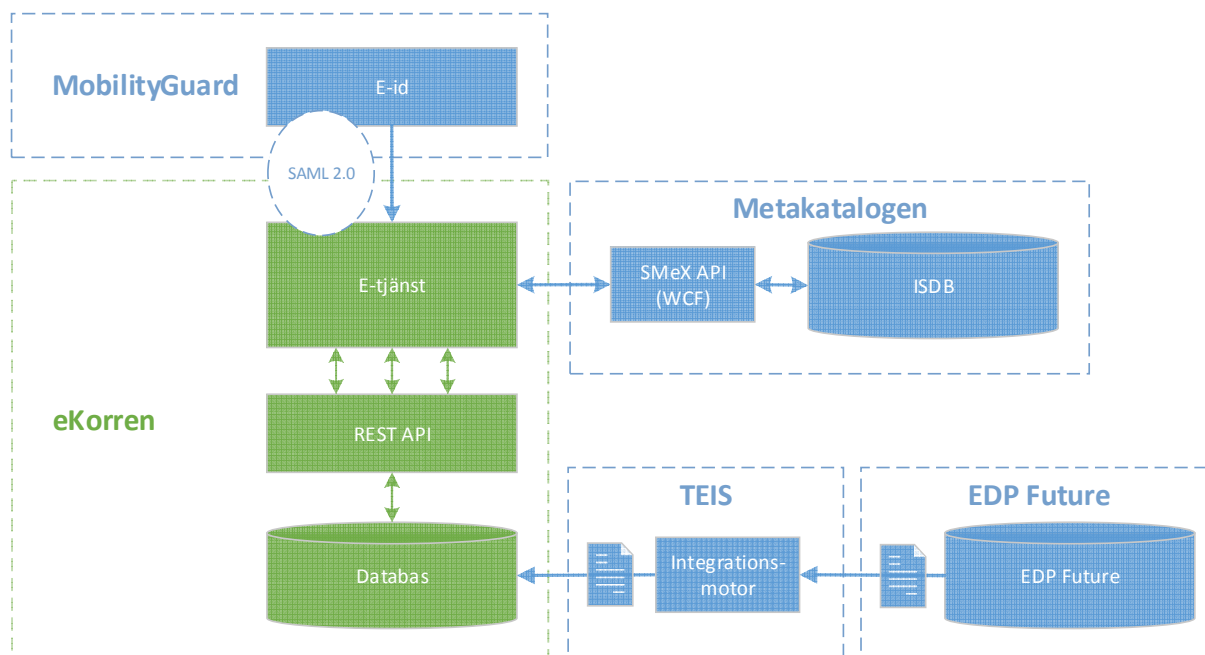 MobilityGuard
E-id
SAML 2.0
Metakatalogen
E-tjänst
SMeX API
(WCF)
ISDB
eKorren
REST API
TEIS
EDP Future
Databas
Integrations-
motor
EDP Future